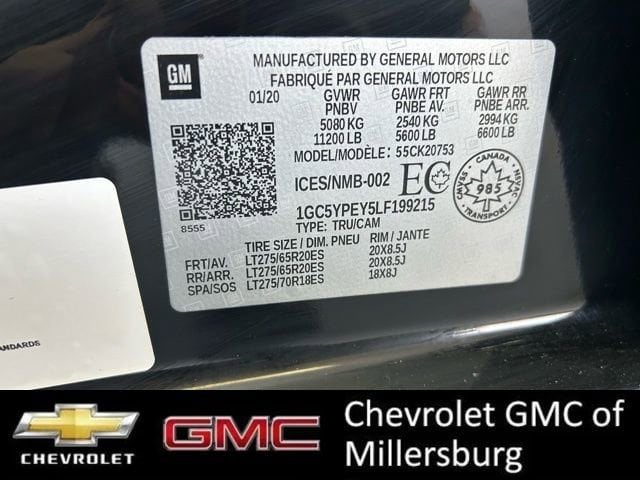 GM
MANUFACTURED BY GENERAL MOTORS LLC
FABRIQUÉ PAR GENERAL MOTORS LLC
01/20 GVWR GAWR FRT GAWR RR
PNBV PNBE AV. PNBE ARR.
5080 KG 2540 KG 2994 KG
11200 LB 5600 LB 6600 LB
MODEL/MODÈLE: 55CK20753
ICES/NMB-002 EC
CANADA
CMVSS 985 NSVAC
TRANSPORT
8555
1GC5YPEY5LF199215
TYPE: TRU/CAM
TIRE SIZE / DIM. PNEU RIM / JANTE
FRT/AV. LT275/65R20ES 20X8.5J
RR/ARR. LT275/65R20ES 20X8.5J
SPA/SOS LT275/70R18ES 18X8J
ANDARDS
CHEVROLET
GMC
Chevrolet GMC of
Millersburg